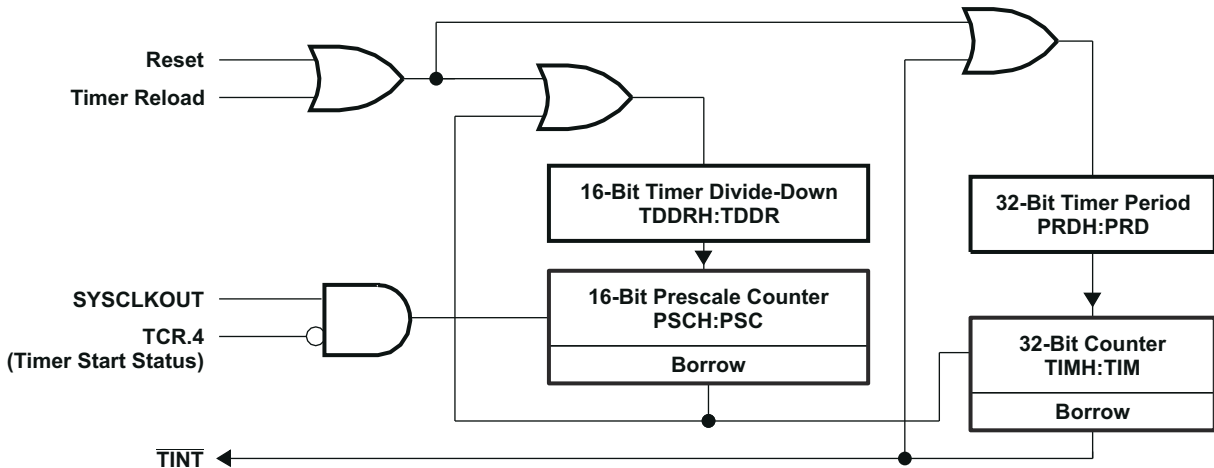 Reset
Timer Reload
16-Bit Timer Divide-Down
TDDRH:TDDR
32-Bit Timer Period
PRDH:PRD
SYSCLKOUT
TCR.4
(Timer Start Status)
16-Bit Prescale Counter
PSCH:PSC
Borrow
32-Bit Counter
TIMH:TIM
Borrow
TINT